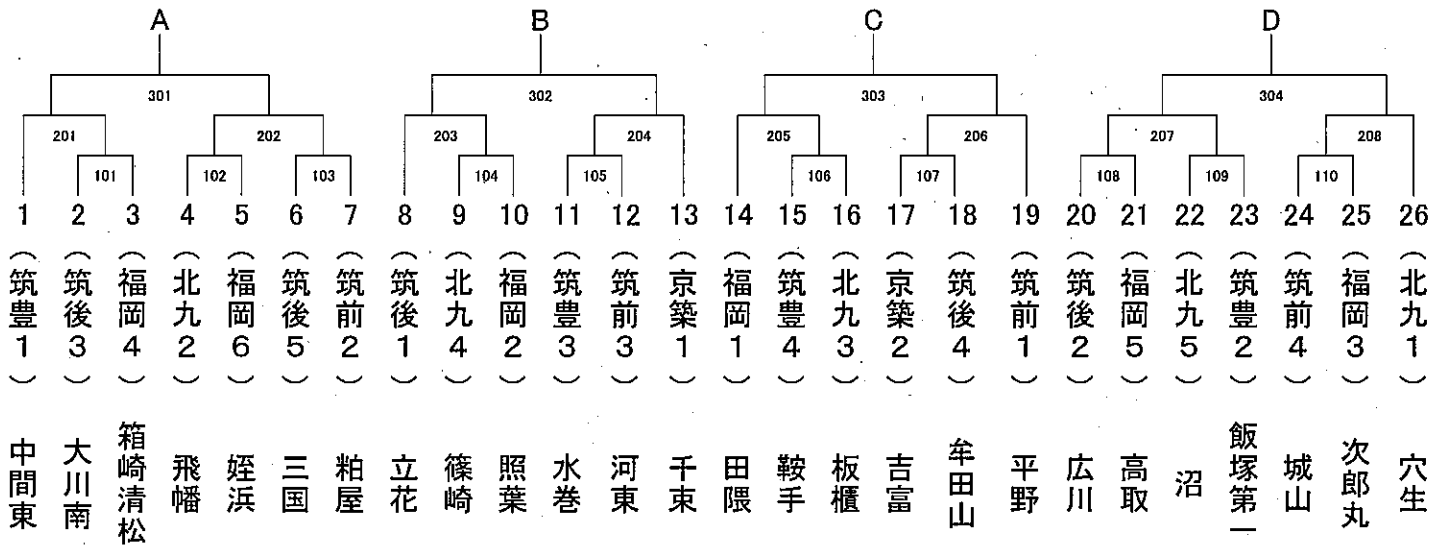 A B C D
301 302 303 304
201 202 203 204 205 206 207 208
101 102 103 104 105 106 107 108 109 110
1 2 3 4 5 6 7 8 9 10 11 12 13 14 15 16 17 18 19 20 21 22 23 24 25 26
（筑豊1） （筑後3） （福岡4） （北九2） （福岡6） （筑後5） （筑前2） （筑後1） （北九4） （福岡2） （筑豊3） （筑前3） （京築1） （福岡1） （筑豊4） （北九3） （京築2） （筑後4） （筑前1） （筑後2） （福岡5） （北九5） （筑豊2） （筑前4） （福岡3） （北九1）
中間東 大川南 箱崎清松 飛幡 姪浜 三国 粕屋 立花 篠崎 照葉 水巻 河東 千束 田隈 鞍手 板櫃 吉富 牟田山 平野 広川 高取 沼 飯塚第一 城山 次郎丸 穴生